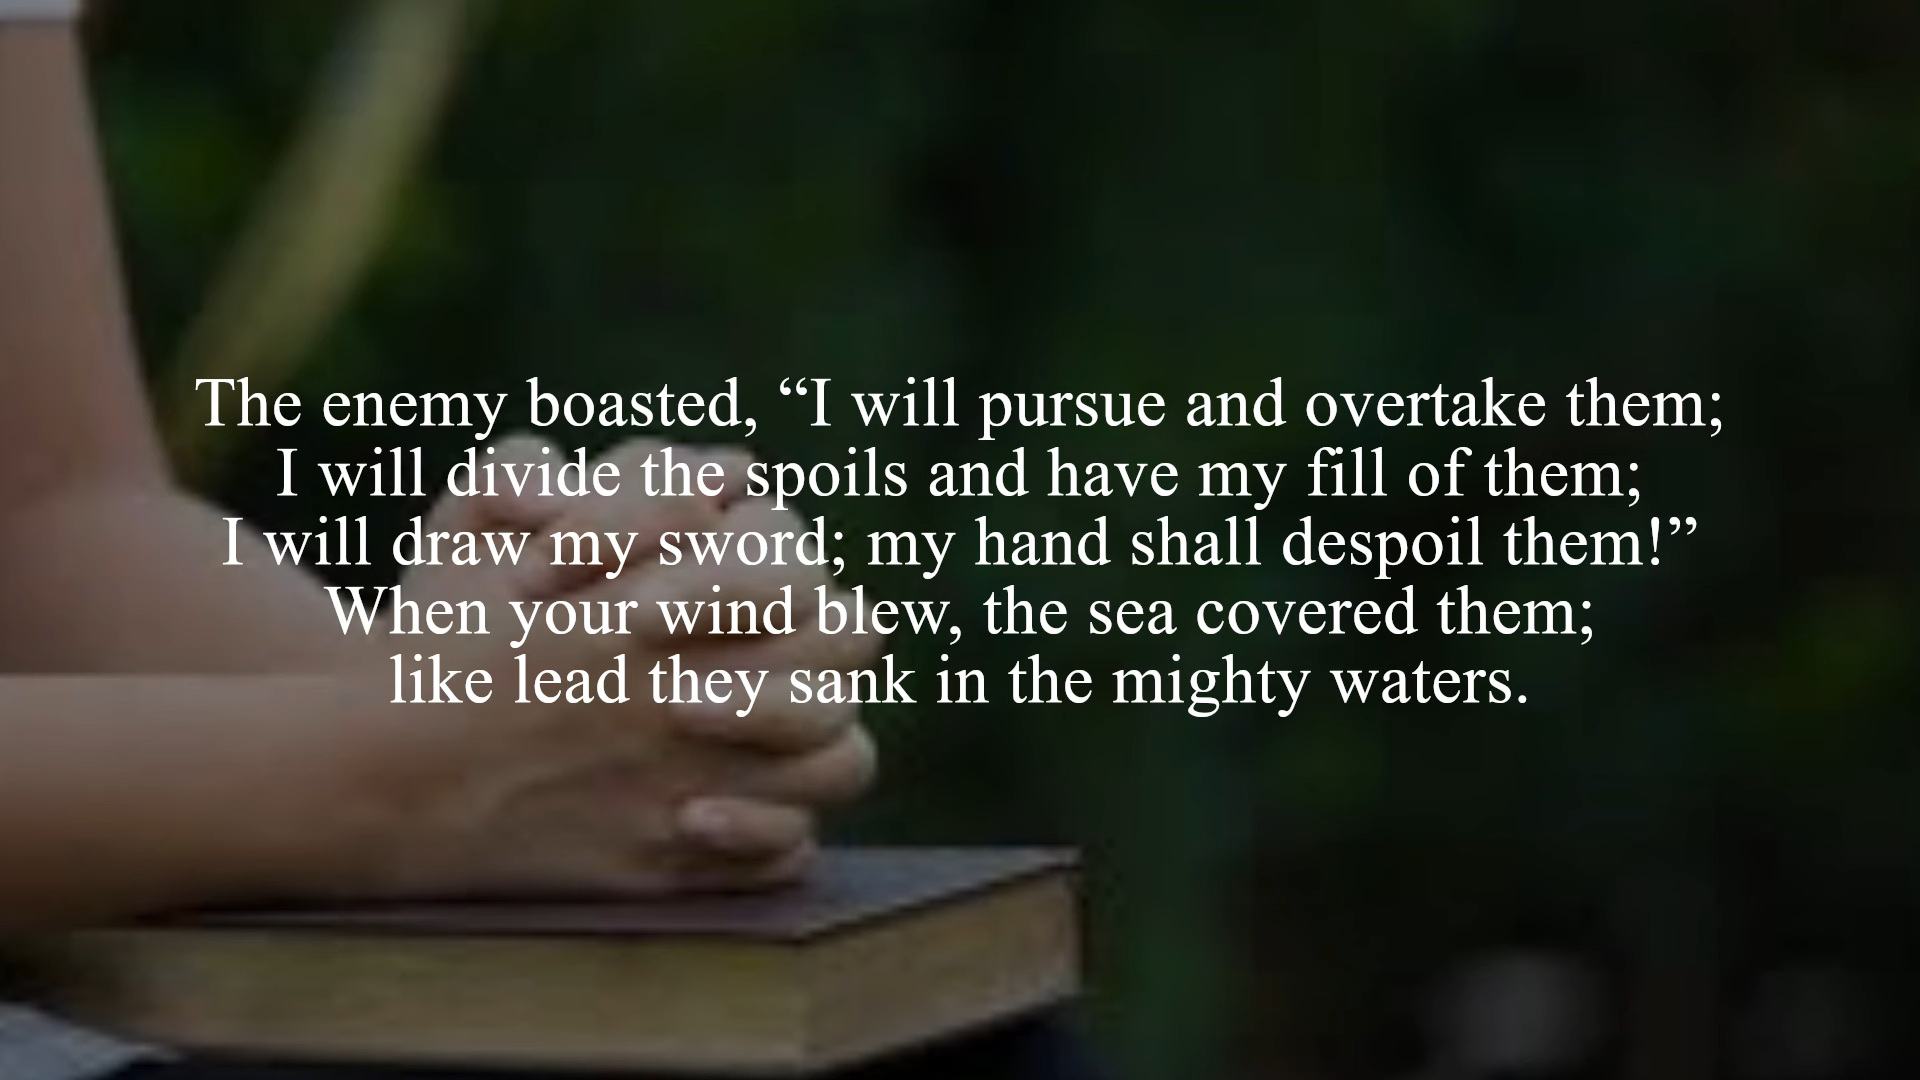 The enemy boasted, “I will pursue and overtake them;
I will divide the spoils and have my fill of them;
I will draw my sword; my hand shall despoil them!”
When your wind blew, the sea covered them;
like lead they sank in the mighty waters.